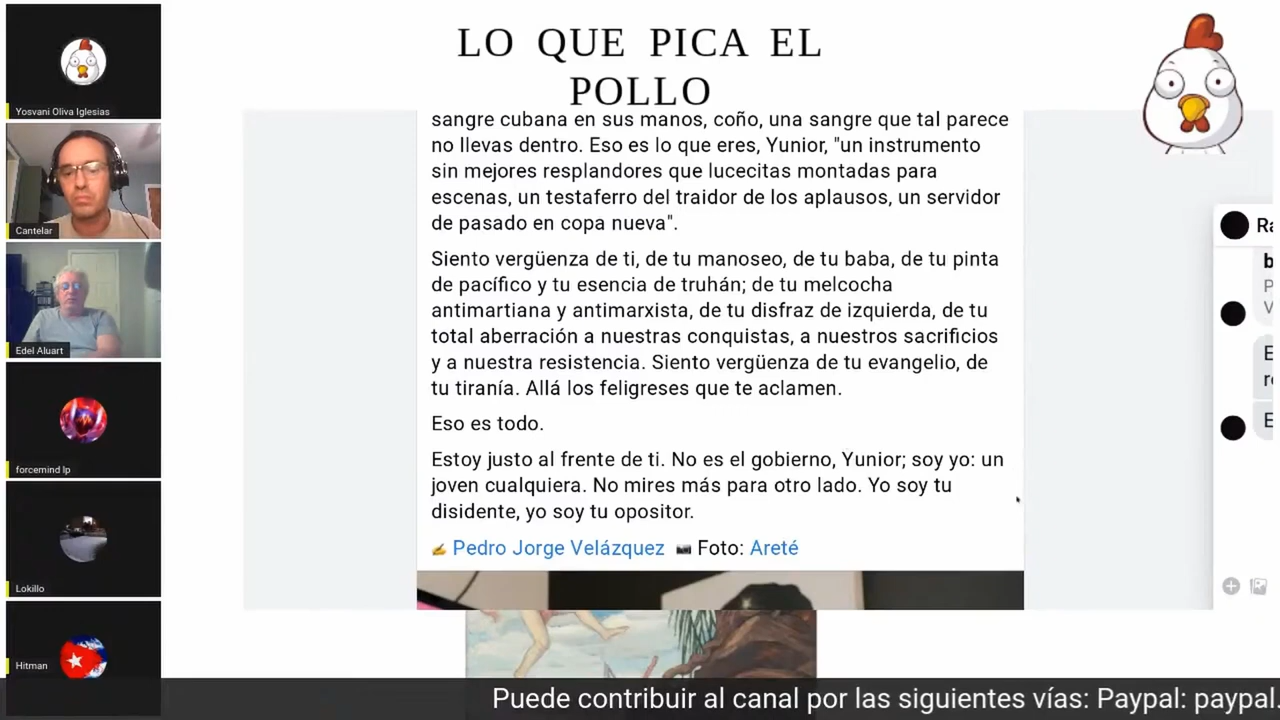 LO QUE PICA EL
POLLO
Yosvani Oliva Iglesias
Cantelar
Edel Aluart
forcemind lp
Lokillo
Hitman
sangre cubana en sus manos, coño, una sangre que tal parece
no llevas dentro. Eso es lo que eres, Yunior, "un instrumento
sin mejores resplandores que lucecitas montadas para
escenas, un testaferro del traidor de los aplausos, un servidor
de pasado en copa nueva".
Siento vergüenza de ti, de tu manoseo, de tu baba, de tu pinta
de pacífico y tu esencia de truhán; de tu melcocha
antimartiana y antimarxista, de tu disfraz de izquierda, de tu
total aberración a nuestras conquistas, a nuestros sacrificios
y a nuestra resistencia. Siento vergüenza de tu evangelio, de
tu tiranía. Allá los feligreses que te aclamen.
Eso es todo.
Estoy justo al frente de ti. No es el gobierno, Yunior; soy yo: un
joven cualquiera. No mires más para otro lado. Yo soy tu
disidente, yo soy tu opositor.
Pedro Jorge Velázquez Foto: Areté
Puede contribuir al canal por las siguientes vías: Paypal: paypal.